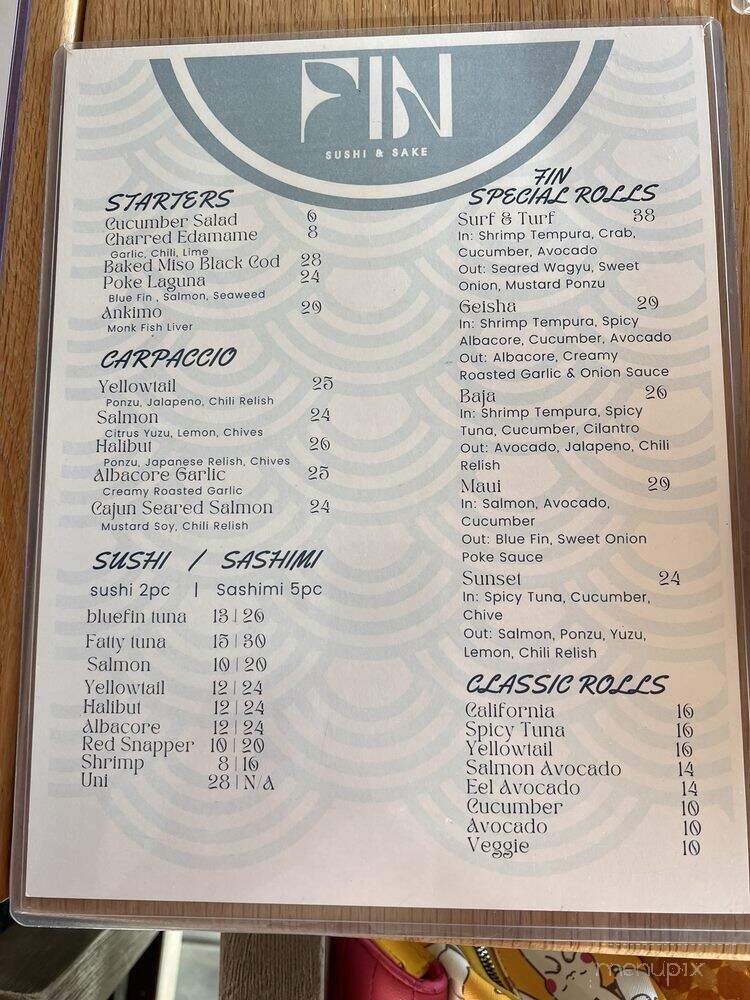 FIN
SUSHI & SAKE
STARTERS
Cucumber Salad 6
Charred Edamame 8
Garlic, Chili, Lime
Baked Miso Black Cod 28
Poke Laguna 24
Blue Fin , Salmon, Seaweed
Ankimo 20
Monk Fish Liver
CARPACCIO
Yellowtail 25
Ponzu, Jalapeno, Chili Relish
Salmon 24
Citrus Yuzu, Lemon, Chives
Halibut 26
Ponzu, Japanese Relish, Chives
Albacore Garlic 25
Creamy Roasted Garlic
Cajun Seared Salmon 24
Mustard Soy, Chili Relish
SUSHI / SASHIMI
sushi 2pc | Sashimi 5pc
bluefin tuna 13 | 26
Fatty tuna 15 | 30
Salmon 10 | 20
Yellowtail 12 | 24
Halibut 12 | 24
Albacore 12 | 24
Red Snapper 10 | 20
Shrimp 8 | 16
Uni 28 | N/A
FIN
SPECIAL ROLLS
Surf & Turf 38
In: Shrimp Tempura, Crab,
Cucumber, Avocado
Out: Seared Wagyu, Sweet
Onion, Mustard Ponzu
Geisha 29
In: Shrimp Tempura, Spicy
Albacore, Cucumber, Avocado
Out: Albacore, Creamy
Roasted Garlic & Onion Sauce
Baja 26
In: Shrimp Tempura, Spicy
Tuna, Cucumber, Cilantro
Out: Avocado, Jalapeno, Chili
Relish
Maui 29
In: Salmon, Avocado,
Cucumber
Out: Blue Fin, Sweet Onion
Poke Sauce
Sunset 24
In: Spicy Tuna, Cucumber,
Chive
Out: Salmon, Ponzu, Yuzu,
Lemon, Chili Relish
CLASSIC ROLLS
California 16
Spicy Tuna 16
Yellowtail 16
Salmon Avocado 14
Eel Avocado 14
Cucumber 10
Avocado 10
Veggie 10
menupix